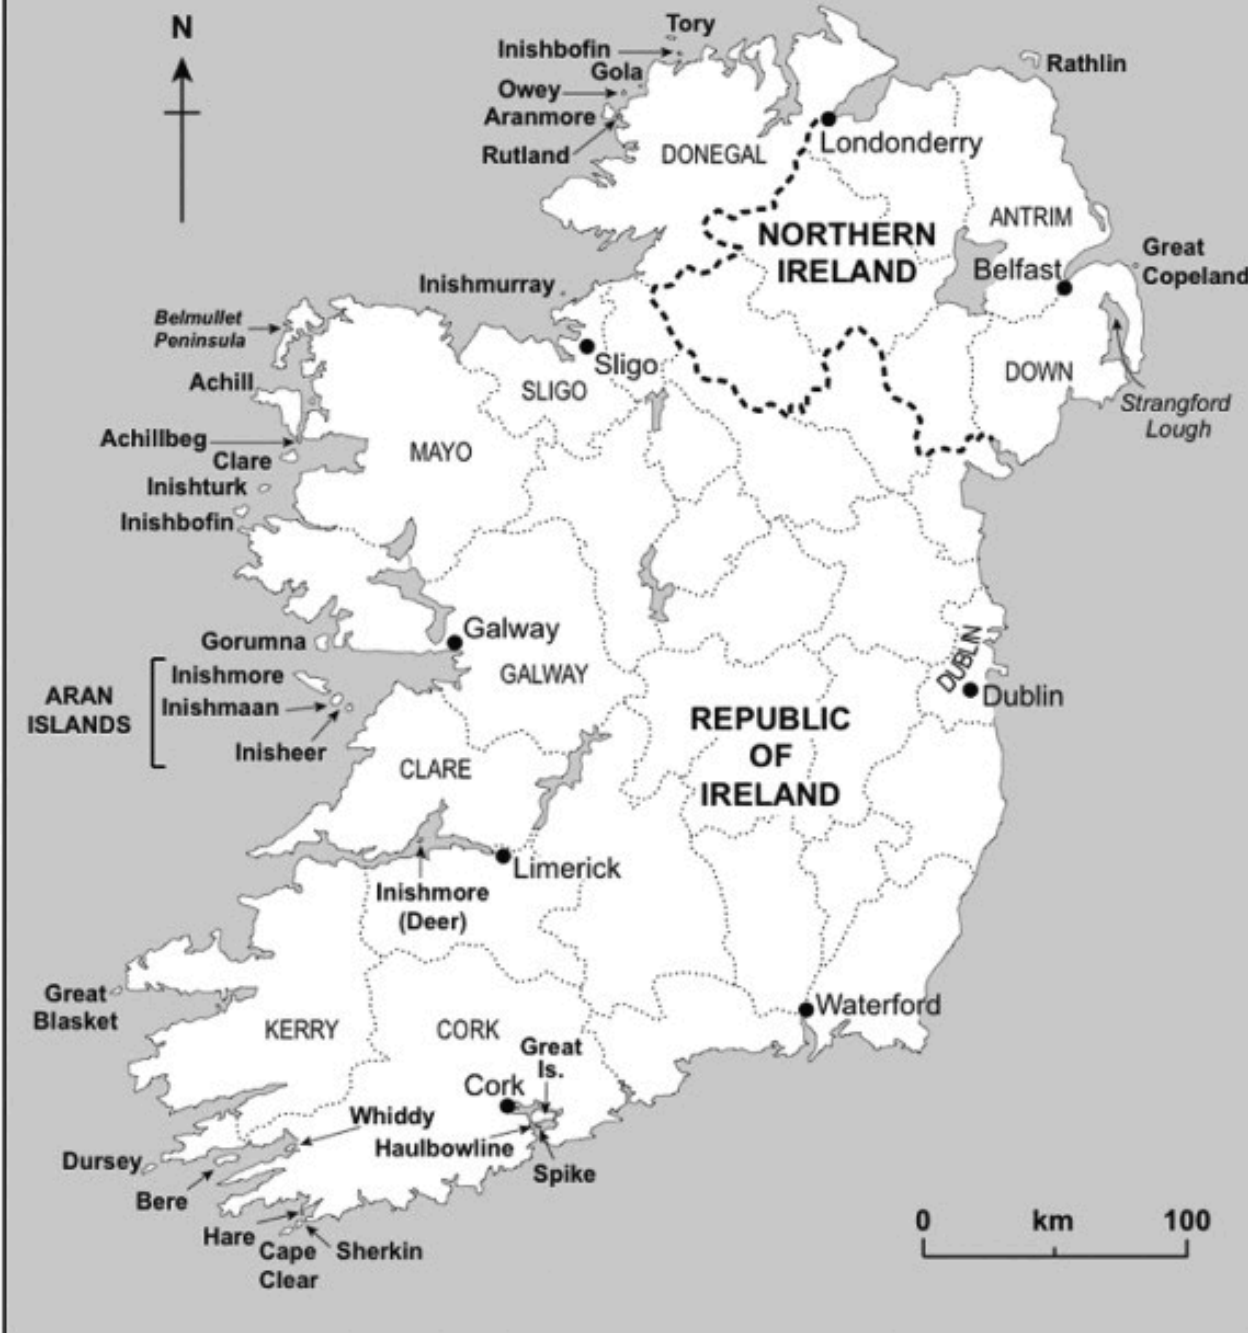 N
Tory
Inishbofin
Gola
Rathlin
Owey
Aranmore
Londonderry
Rutland
DONEGAL
ANTRIM
NORTHERN
IRELAND
Great
Copeland
Belfast
Inishmurray
Belmullet
Peninsula
Sligo
Achill
SLIGO
DOWN
Strangford
Lough
Achillbeg
MAYO
Clare
Inishturk
Inishbofin
Galway
Gorumna
DUBLIN
Inishmore
GALWAY
ARAN
ISLANDS
Inishmaan
Dublin
Inisheer
REPUBLIC
OF
IRELAND
CLARE
Limerick
Inishmore
(Deer)
Great
Blasket
Waterford
KERRY
CORK
Great
Is.
Cork
Whiddy
Haulbowline
Dursey
Spike
Bere
Hare
Cape
Clear
Sherkin
0 km 100